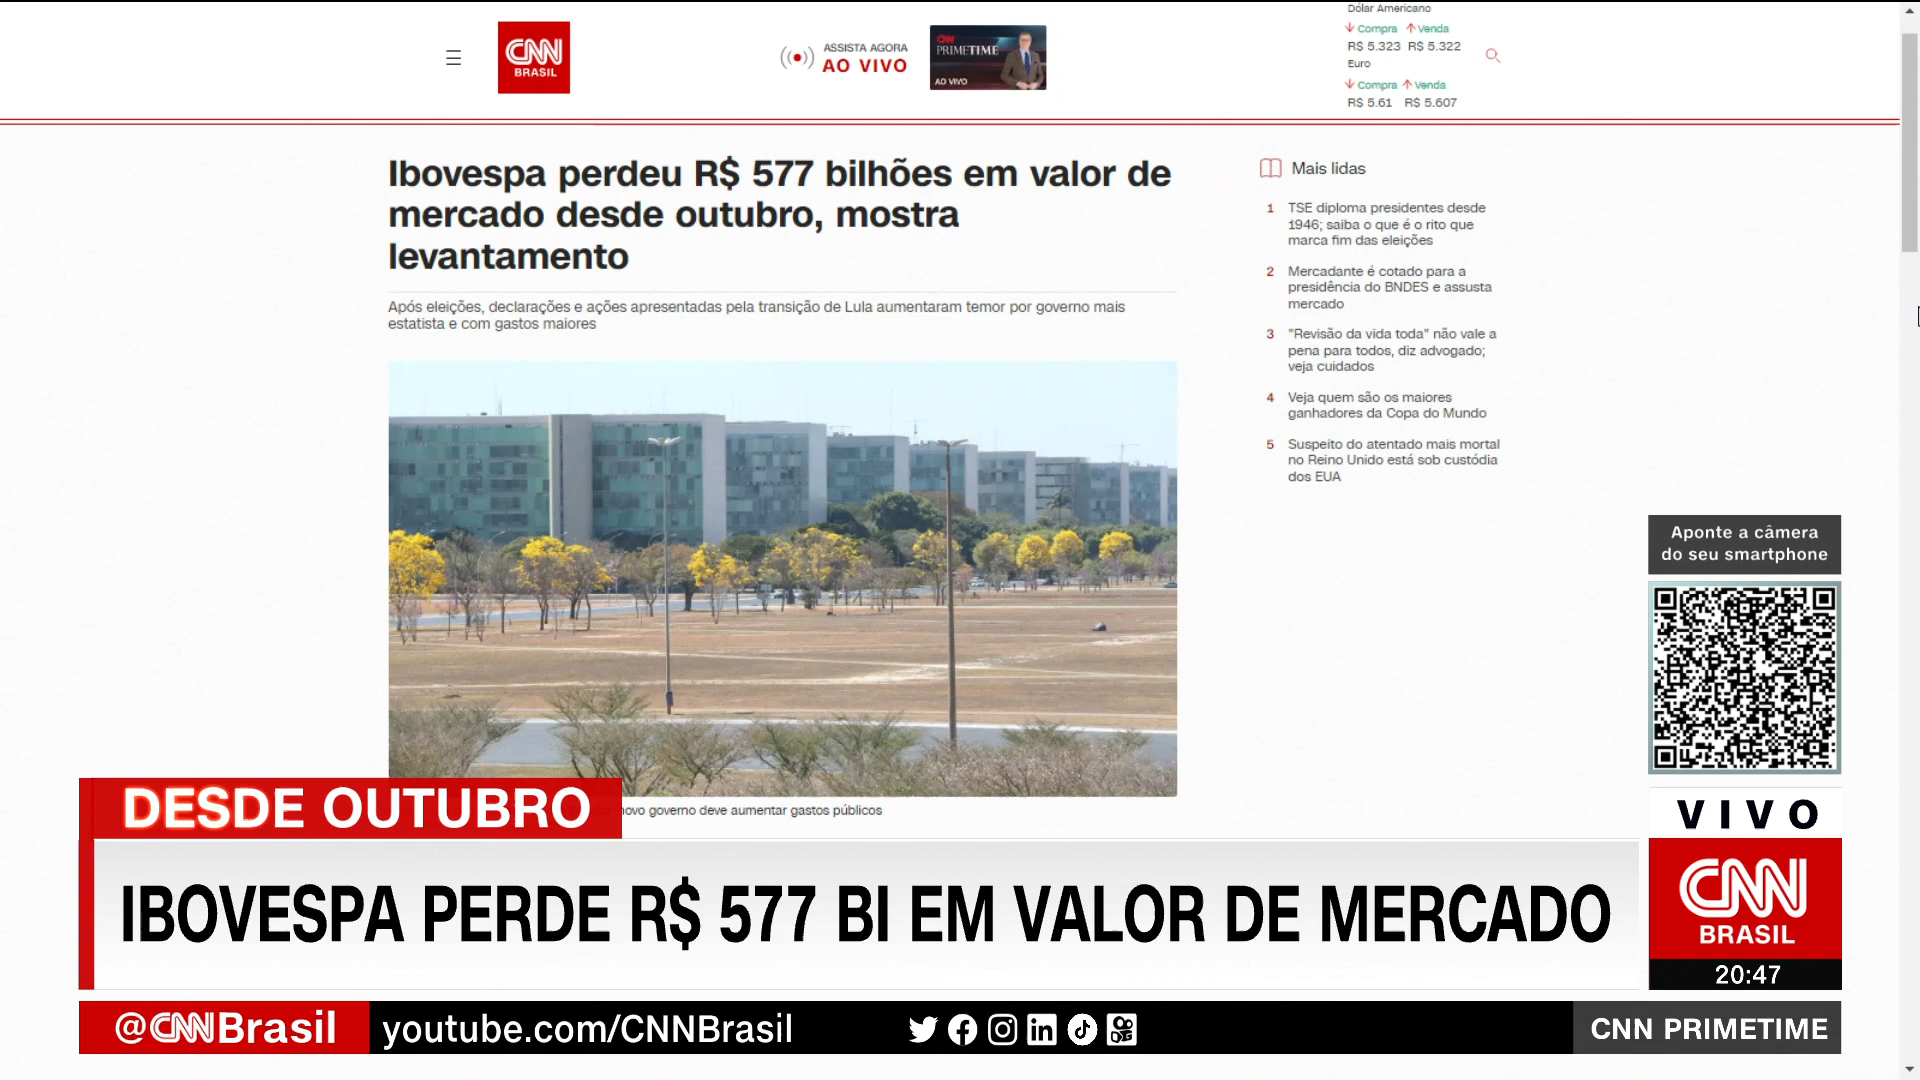 CNN
BRASIL
ASSISTA AGORA
AO VIVO
CNN
PRIMETIME
AO VIVO
Dólar Americano
Compra Venda
R$ 5.323 R$ 5.322
Euro
Compra Venda
R$ 5.61 R$ 5.607
Ibovespa perdeu R$ 577 bilhões em valor de
mercado desde outubro, mostra
levantamento
Após eleições, declarações e ações apresentadas pela transição de Lula aumentaram temor por governo mais
estatista e com gastos maiores
Mais lidas
1 TSE diploma presidentes desde
1946; saiba o que é o rito que
marca fim das eleições
2 Mercadante é cotado para a
presidência do BNDES e assusta
mercado
3 "Revisão da vida toda" não vale a
pena para todos, diz advogado;
veja cuidados
4 Veja quem são os maiores
ganhadores da Copa do Mundo
5 Suspeito do atentado mais mortal
no Reino Unido está sob custódia
dos EUA
Aponte a câmera
do seu smartphone
novo governo deve aumentar gastos públicos
DESDE OUTUBRO
IBOVESPA PERDE R$ 577 BI EM VALOR DE MERCADO
VIVO
CNN
BRASIL
20:47
@CNNBrasil
youtube.com/CNNBrasil
CNN PRIMETIME